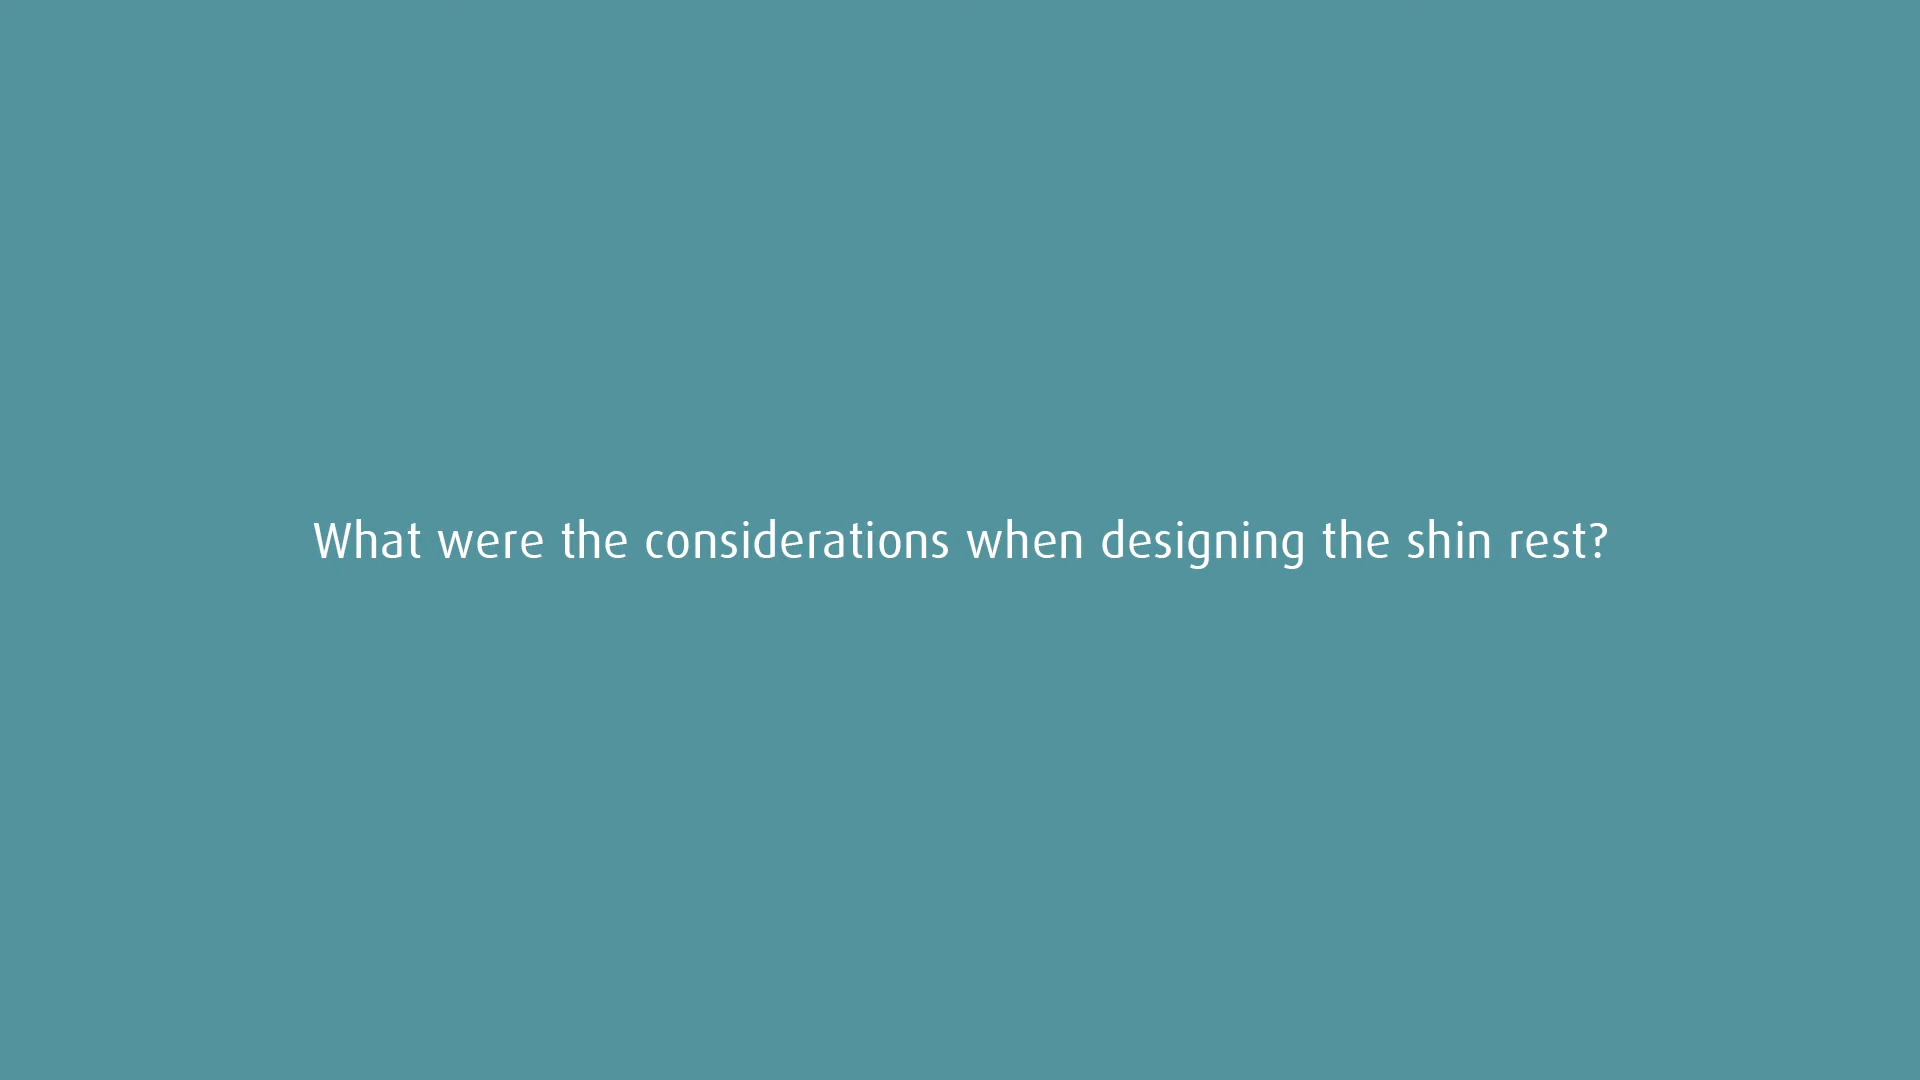 What were the considerations when designing the shin rest?